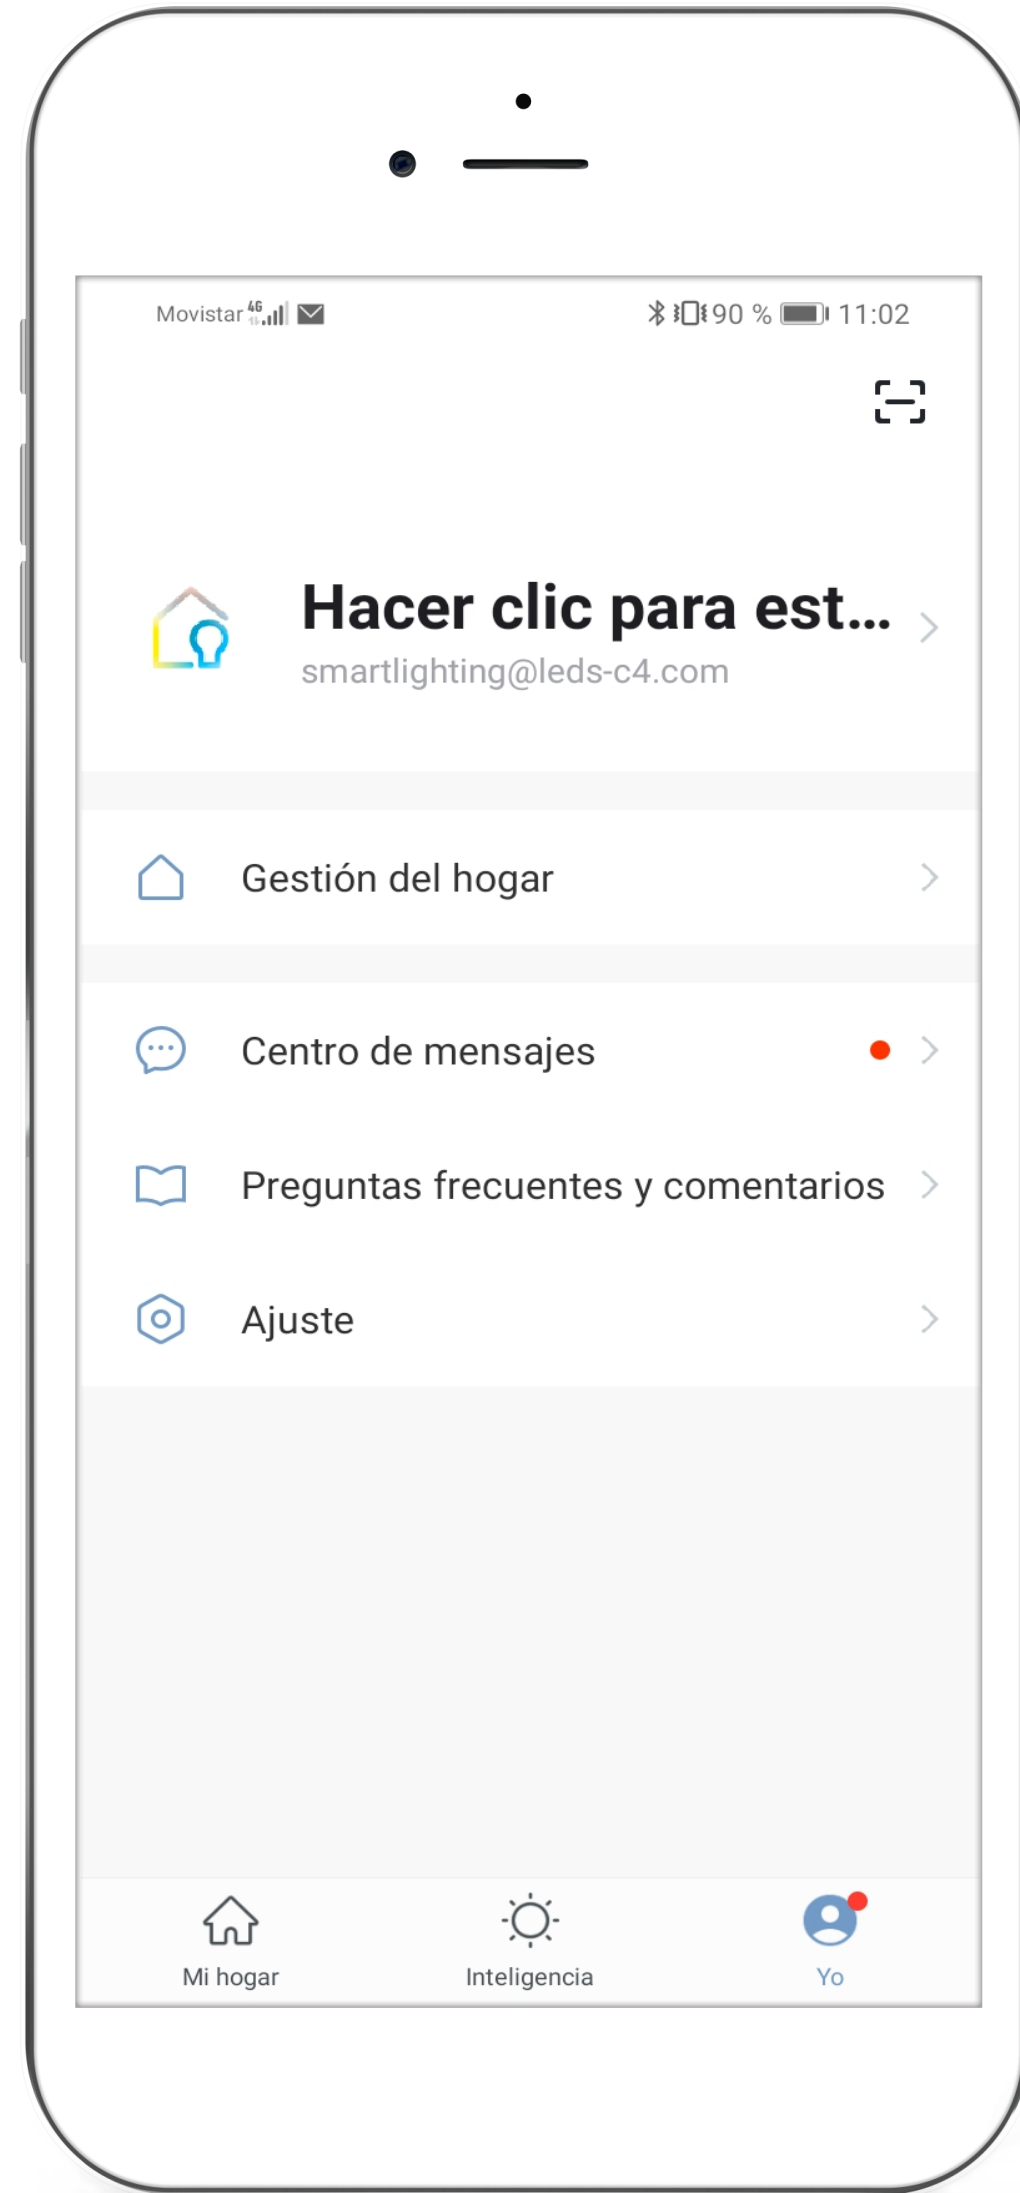 Movistar 4G 90 % 11:02
Hacer clic para est...
smartlighting@leds-c4.com
Gestión del hogar
Centro de mensajes
Preguntas frecuentes y comentarios
Ajuste
Mi hogar Inteligencia Yo